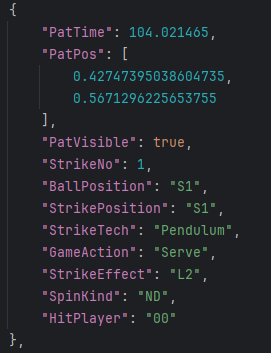 {
"PatTime": 104.021465,
"PatPos": [
0.42747395038604735,
0.5671296225653755
],
"PatVisible": true,
"StrikeNo": 1,
"BallPosition": "S1",
"StrikePosition": "S1",
"StrikeTech": "Pendulum",
"GameAction": "Serve",
"StrikeEffect": "L2",
"SpinKind": "ND",
"HitPlayer": "00"
},